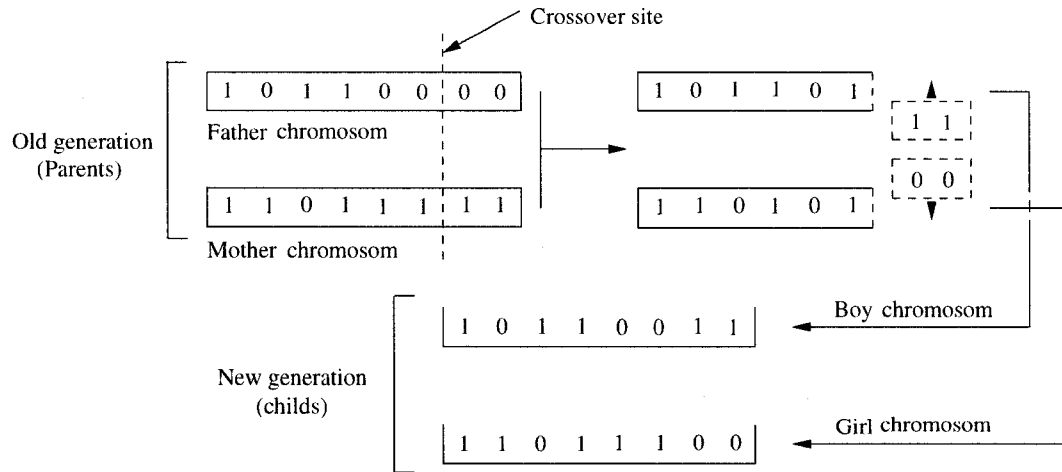 Crossover site
1 0 1 1 0 0 0 0
Father chromosom
Old generation
(Parents)
1 1 0 1 1 1 1 1
Mother chromosom
1 0 1 1 0 1
1 1
0 0
1 1 0 1 0 1
Boy chromosom
1 0 1 1 0 0 1 1
New generation
(childs)
Girl chromosom
1 1 0 1 1 1 0 0